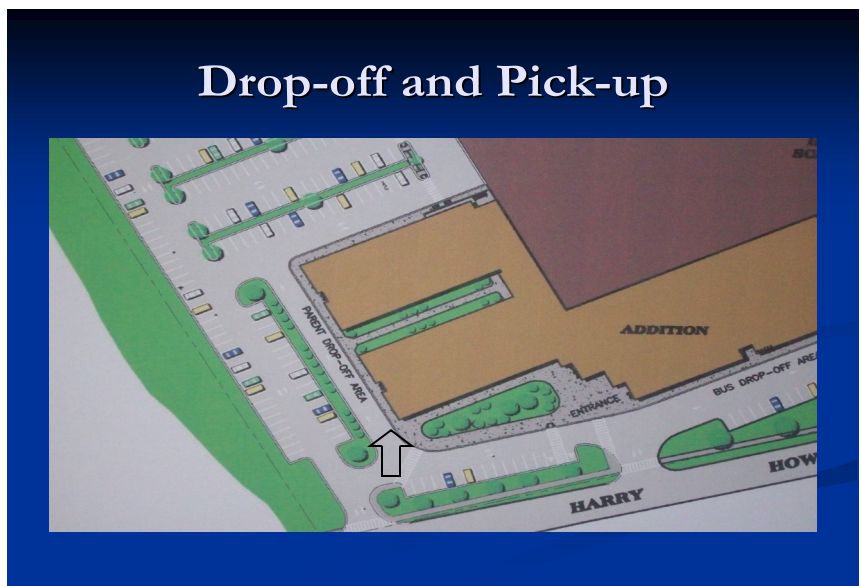 Drop-off and Pick-up
ADDITION
PARENT DROP-OFF AREA
BUS DROP-OFF AREA
ENTRANCE
HOW
HARRY